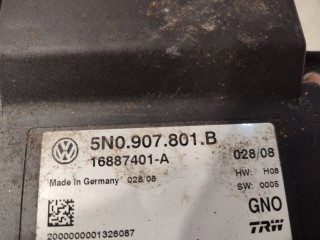 5N0.907.801.B
16887401-A 028/08
Made in Germany 028/08 HW: H08
SW: 0005
GNO
TRW
2000000001326087